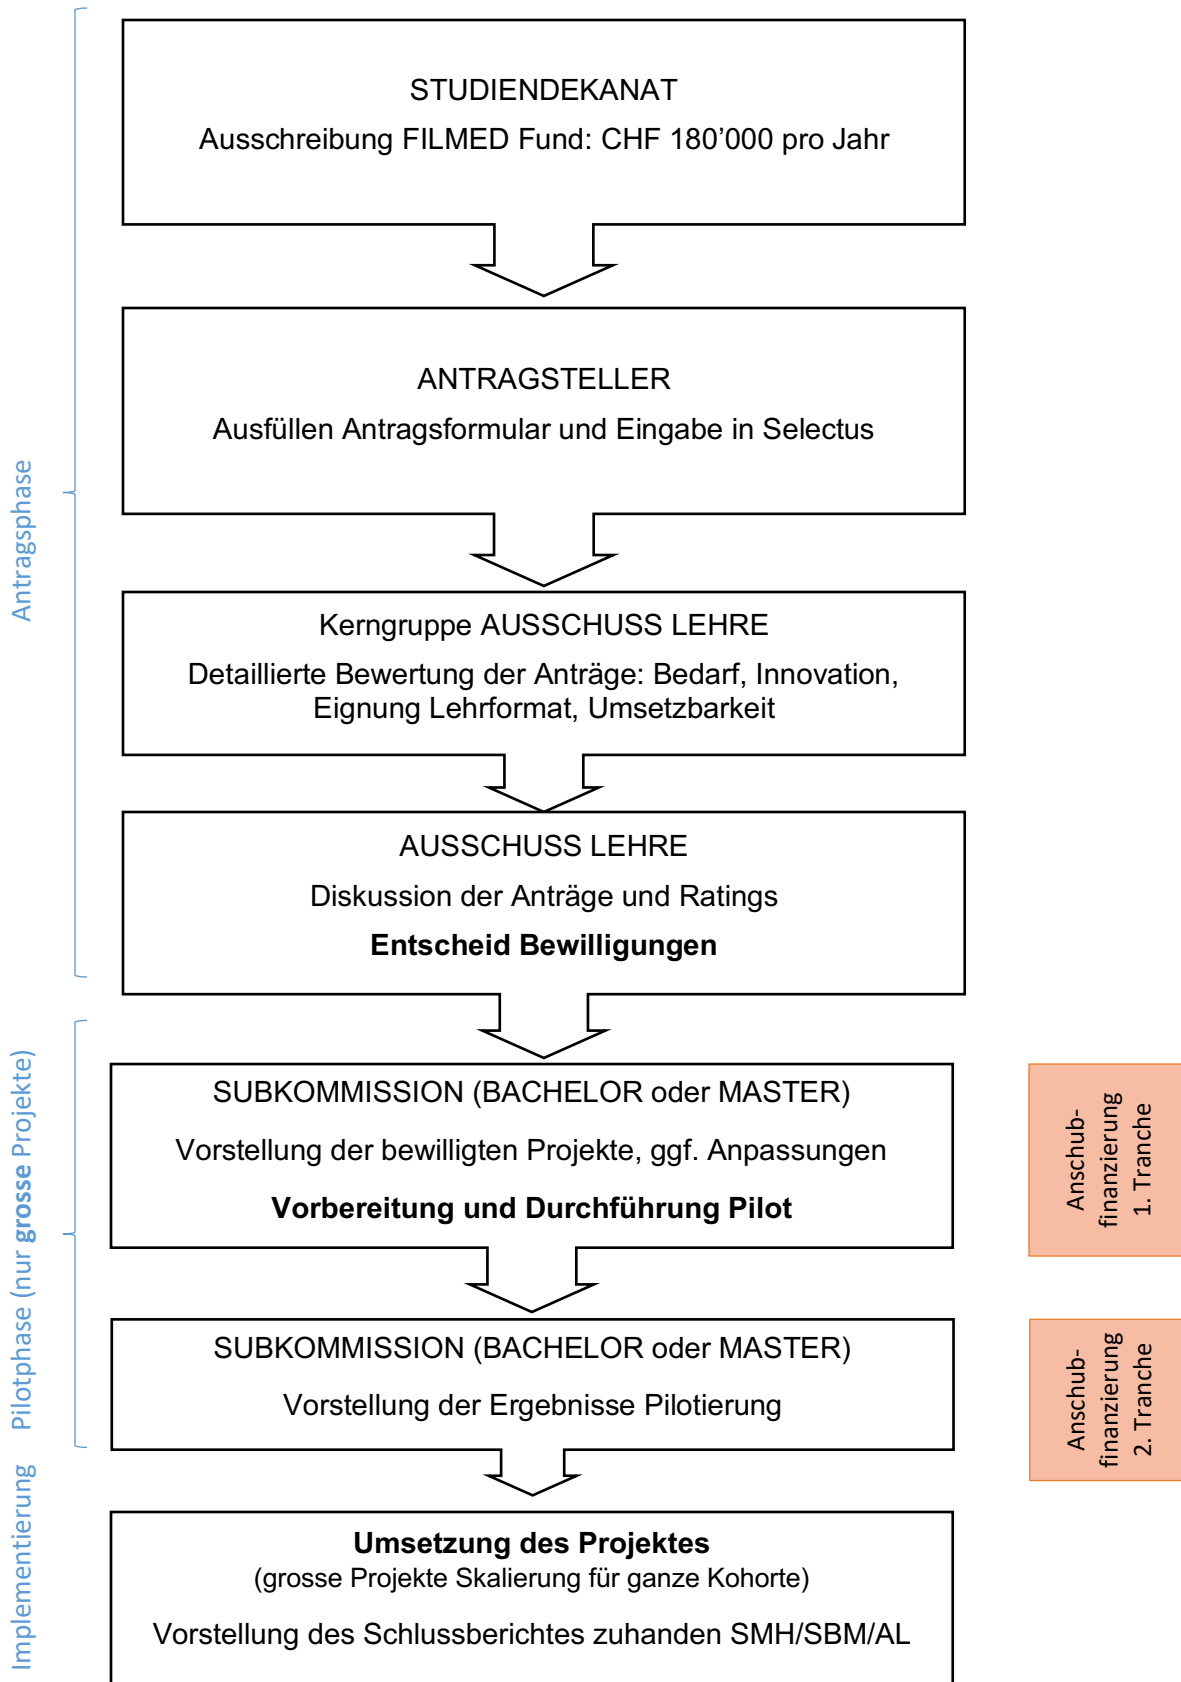 STUDIENDEKANAT
Ausschreibung FILMED Fund: CHF 180’000 pro Jahr
ANTRAGSTELLER
Ausfüllen Antragsformular und Eingabe in Selectus
Antragsphase
Kerngruppe AUSSCHUSS LEHRE
Detaillierte Bewertung der Anträge: Bedarf, Innovation,
Eignung Lehrformat, Umsetzbarkeit
AUSSCHUSS LEHRE
Diskussion der Anträge und Ratings
Entscheid Bewilligungen
Pilotphase (nur grosse Projekte)
SUBKOMMISSION (BACHELOR oder MASTER)
Vorstellung der bewilligten Projekte, ggf. Anpassungen
Vorbereitung und Durchführung Pilot
Anschub-
finanzierung
1. Tranche
SUBKOMMISSION (BACHELOR oder MASTER)
Vorstellung der Ergebnisse Pilotierung
Anschub-
finanzierung
2. Tranche
Implementierung
Umsetzung des Projektes
(grosse Projekte Skalierung für ganze Kohorte)
Vorstellung des Schlussberichtes zuhanden SMH/SBM/AL